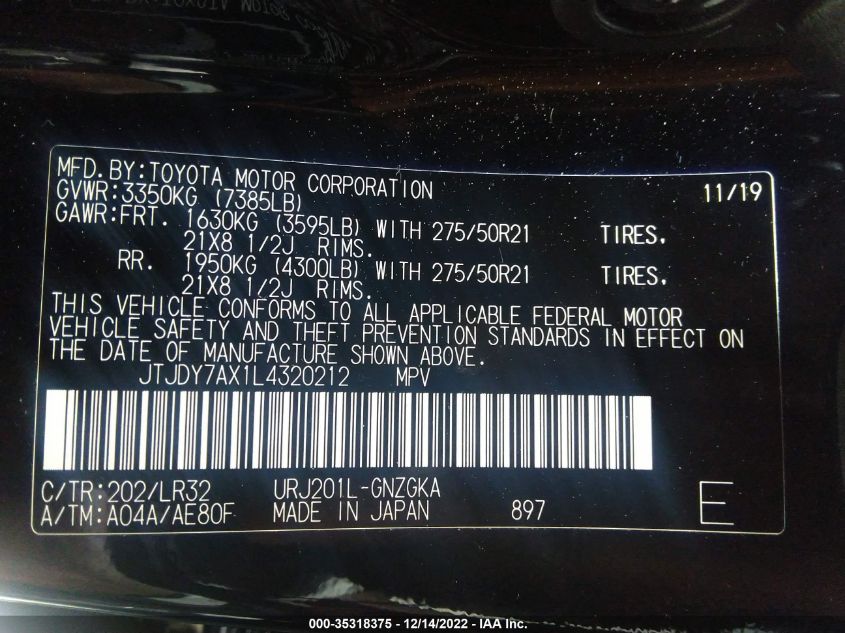 MFD.BY:TOYOTA MOTOR CORPORATION 11/19
GVWR:3350KG (7385LB)
GAWR:FRT. 1630KG (3595LB) WITH 275/50R21 TIRES,
21X8 1/2J RIMS.
RR. 1950KG (4300LB) WITH 275/50R21 TIRES,
21X8 1/2J RIMS.
THIS VEHICLE CONFORMS TO ALL APPLICABLE FEDERAL MOTOR
VEHICLE SAFETY AND THEFT PREVENTION STANDARDS IN EFFECT ON
THE DATE OF MANUFACTURE SHOWN ABOVE.
JTJDY7AX1L4320212 MPV
C/TR:202/LR32 URJ201L-GNZGKA
A/TM:A04A/AE80F MADE IN JAPAN 897 E
000-35318375 - 12/14/2022 - IAA Inc.